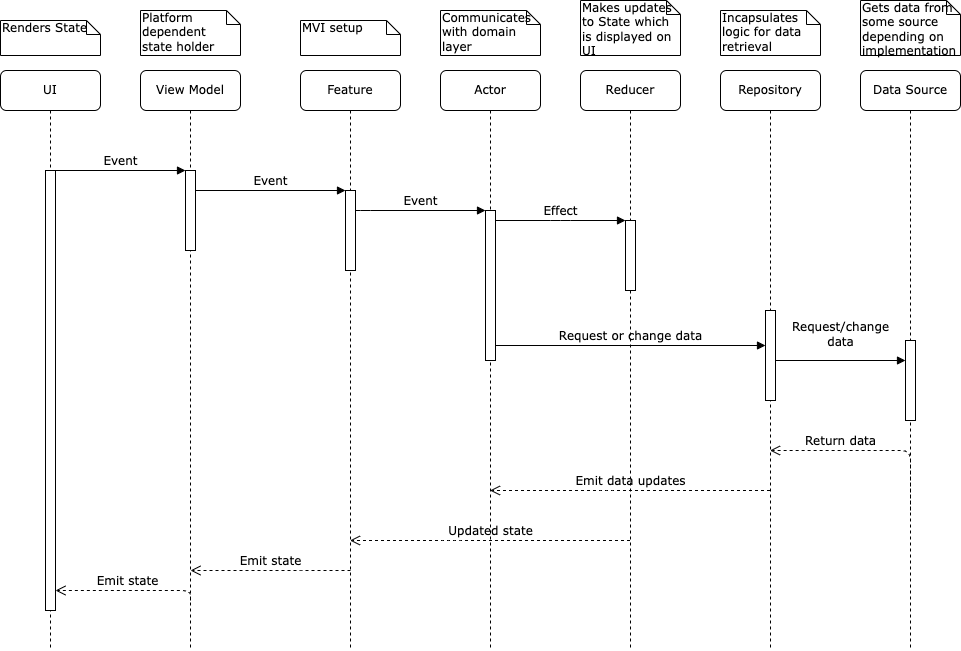 Renders State
Platform
dependent
state holder
MVI setup
Communicates
with domain
layer
Makes updates
to State which
is displayed on
UI
Incapsulates
logic for data
retrieval
Gets data from
some source
depending on
implementation
UI
View Model
Feature
Actor
Reducer
Repository
Data Source
Event
Event
Event
Effect
Request or change data
Request/change
data
Return data
Emit data updates
Updated state
Emit state
Emit state